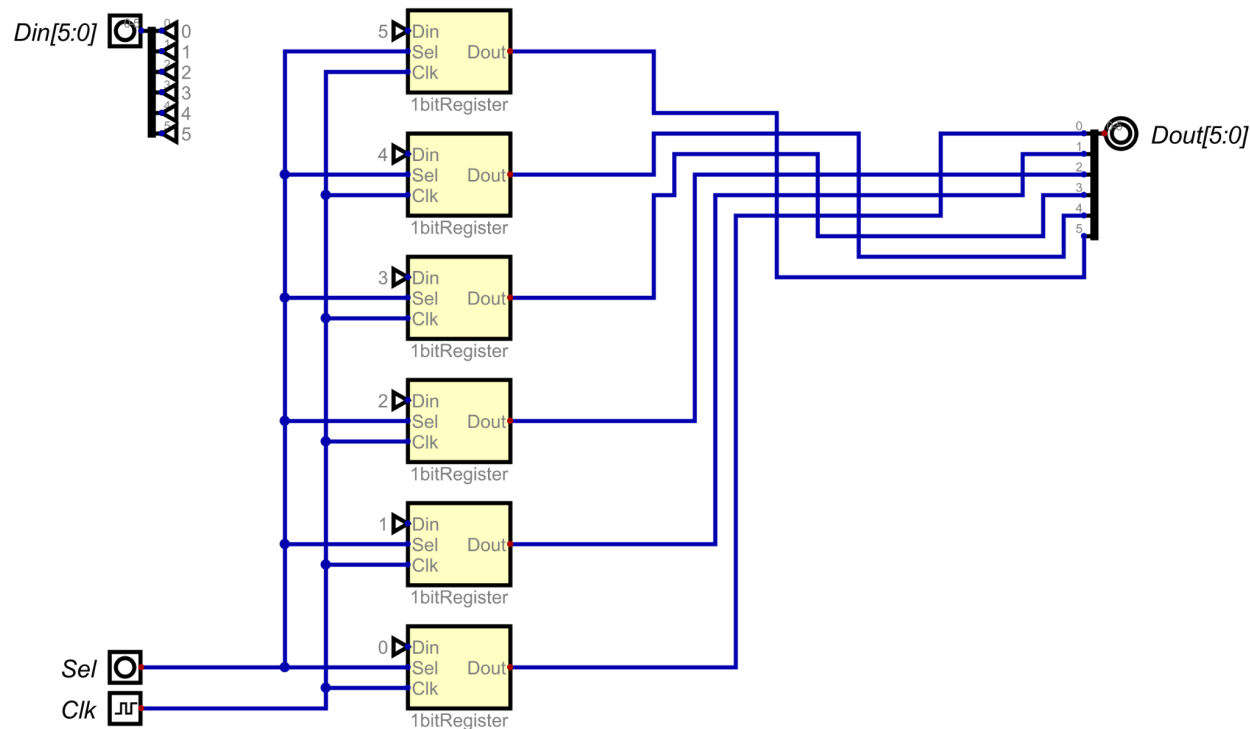 Din[5:0]
0
1
2
3
4
5
5 Din
Sel Dout
Clk
1bitRegister
4 Din
Sel Dout
Clk
1bitRegister
3 Din
Sel Dout
Clk
1bitRegister
2 Din
Sel Dout
Clk
1bitRegister
1 Din
Sel Dout
Clk
1bitRegister
0 Din
Sel Dout
Clk
1bitRegister
Sel
Clk
0
1
2
3
4
5
Dout[5:0]